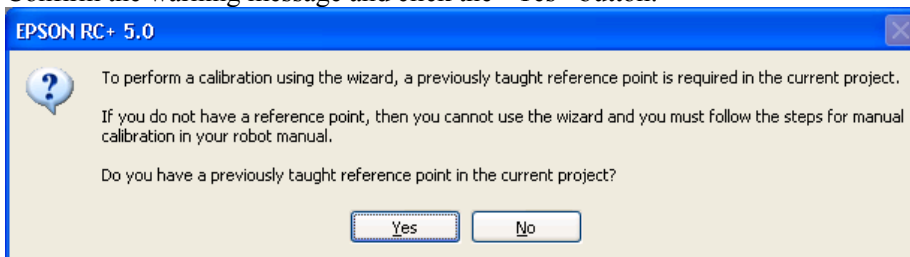 Confirm the warning message and click the "Yes" button.
EPSON RC+ 5.0
To perform a calibration using the wizard, a previously taught reference point is required in the current project.
If you do not have a reference point, then you cannot use the wizard and you must follow the steps for manual
calibration in your robot manual.
Do you have a previously taught reference point in the current project?
Yes
No